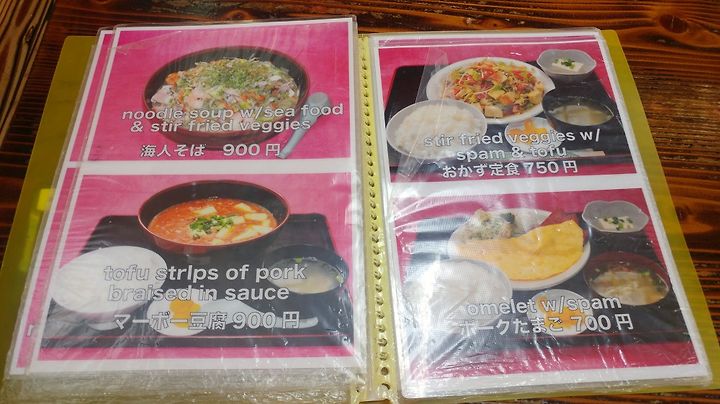 noodle soup w/sea food
& stir fried veggies
海人そば 900円
tofu strIps of pork
braised in sauce
マーボー豆腐 900円
stir fried veggies w/
spam & tofu
おかず定食 750円
omelet w/spam
ポークたまご 700円